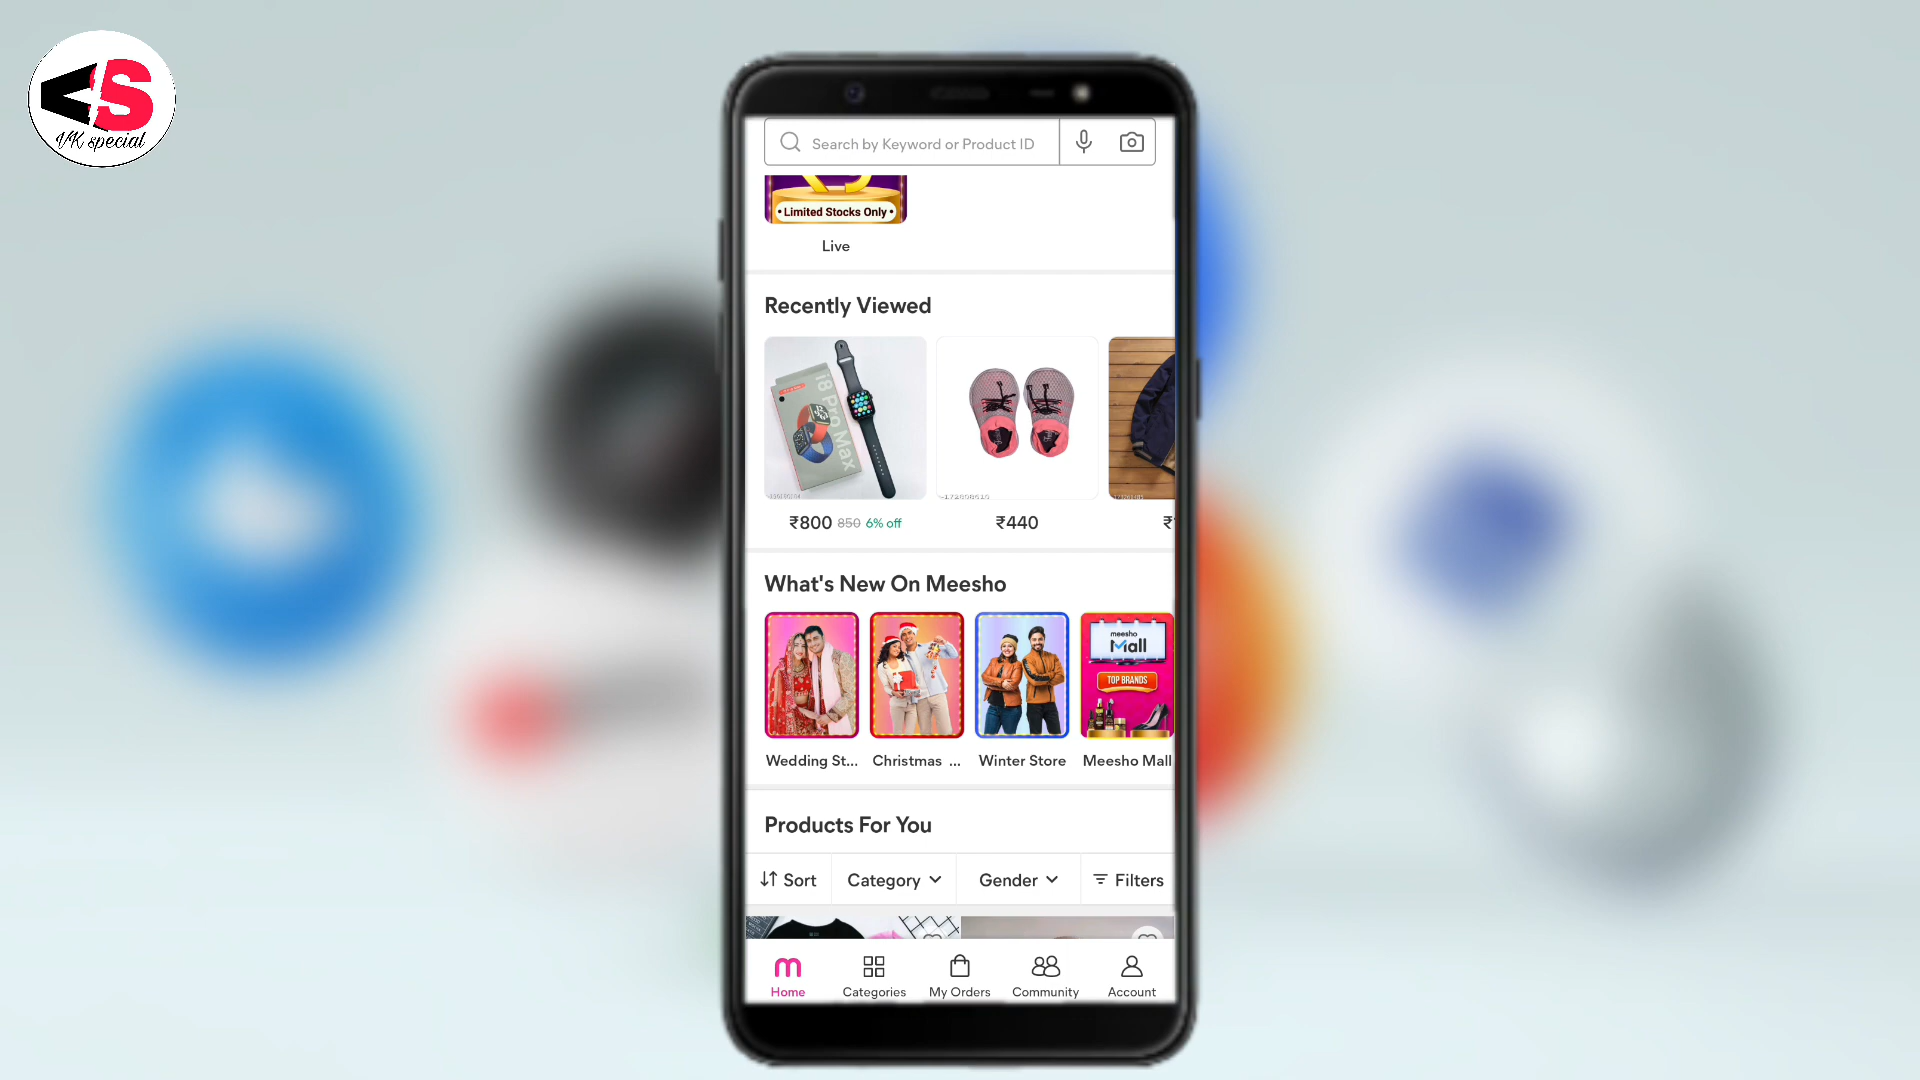 S
VK special
Search by Keyword or Product ID
• Limited Stocks Only •
Live
Recently Viewed
i8 Pro Max
₹800 850 6% off
₹440
What's New On Meesho
meesho
Mall
TOP BRANDS
Wedding St...
Christmas ...
Winter Store
Meesho Mall
Products For You
Sort
Category
Gender
Filters
m
Home
Categories
My Orders
Community
Account